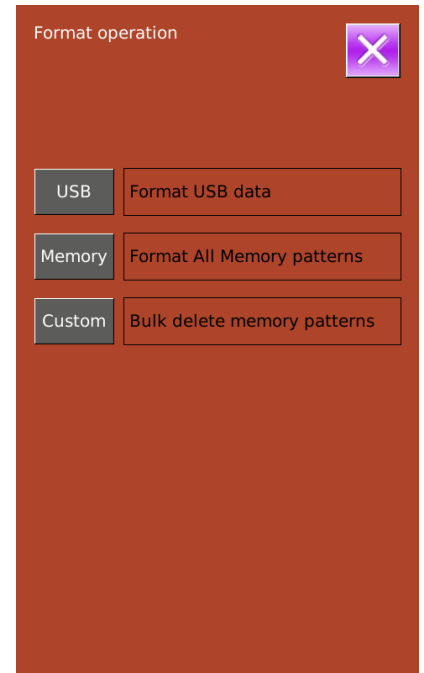 Format operation
USB Format USB data
Memory Format All Memory patterns
Custom Bulk delete memory patterns